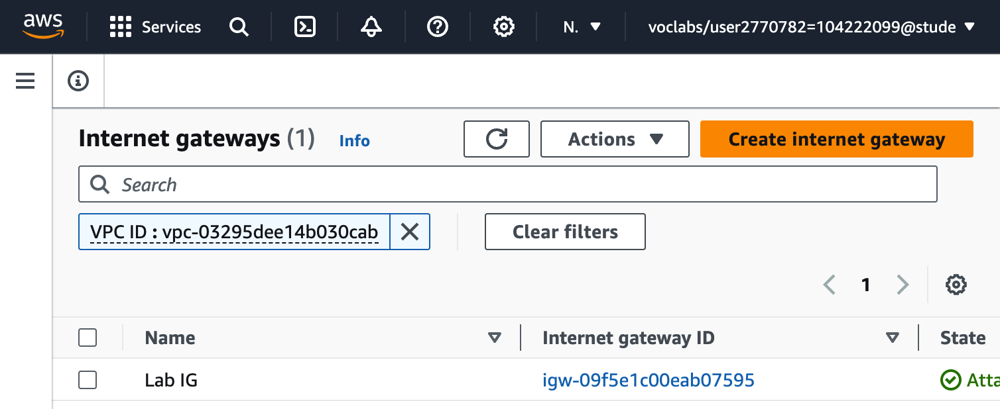 aws Services N. voclabs/user2770782=104222099@stude
Internet gateways (1) Info Actions Create internet gateway
Search
VPC ID : vpc-03295dee14b030cab Clear filters
1
Name Internet gateway ID State
Lab IG igw-09f5e1c00eab07595 Atta